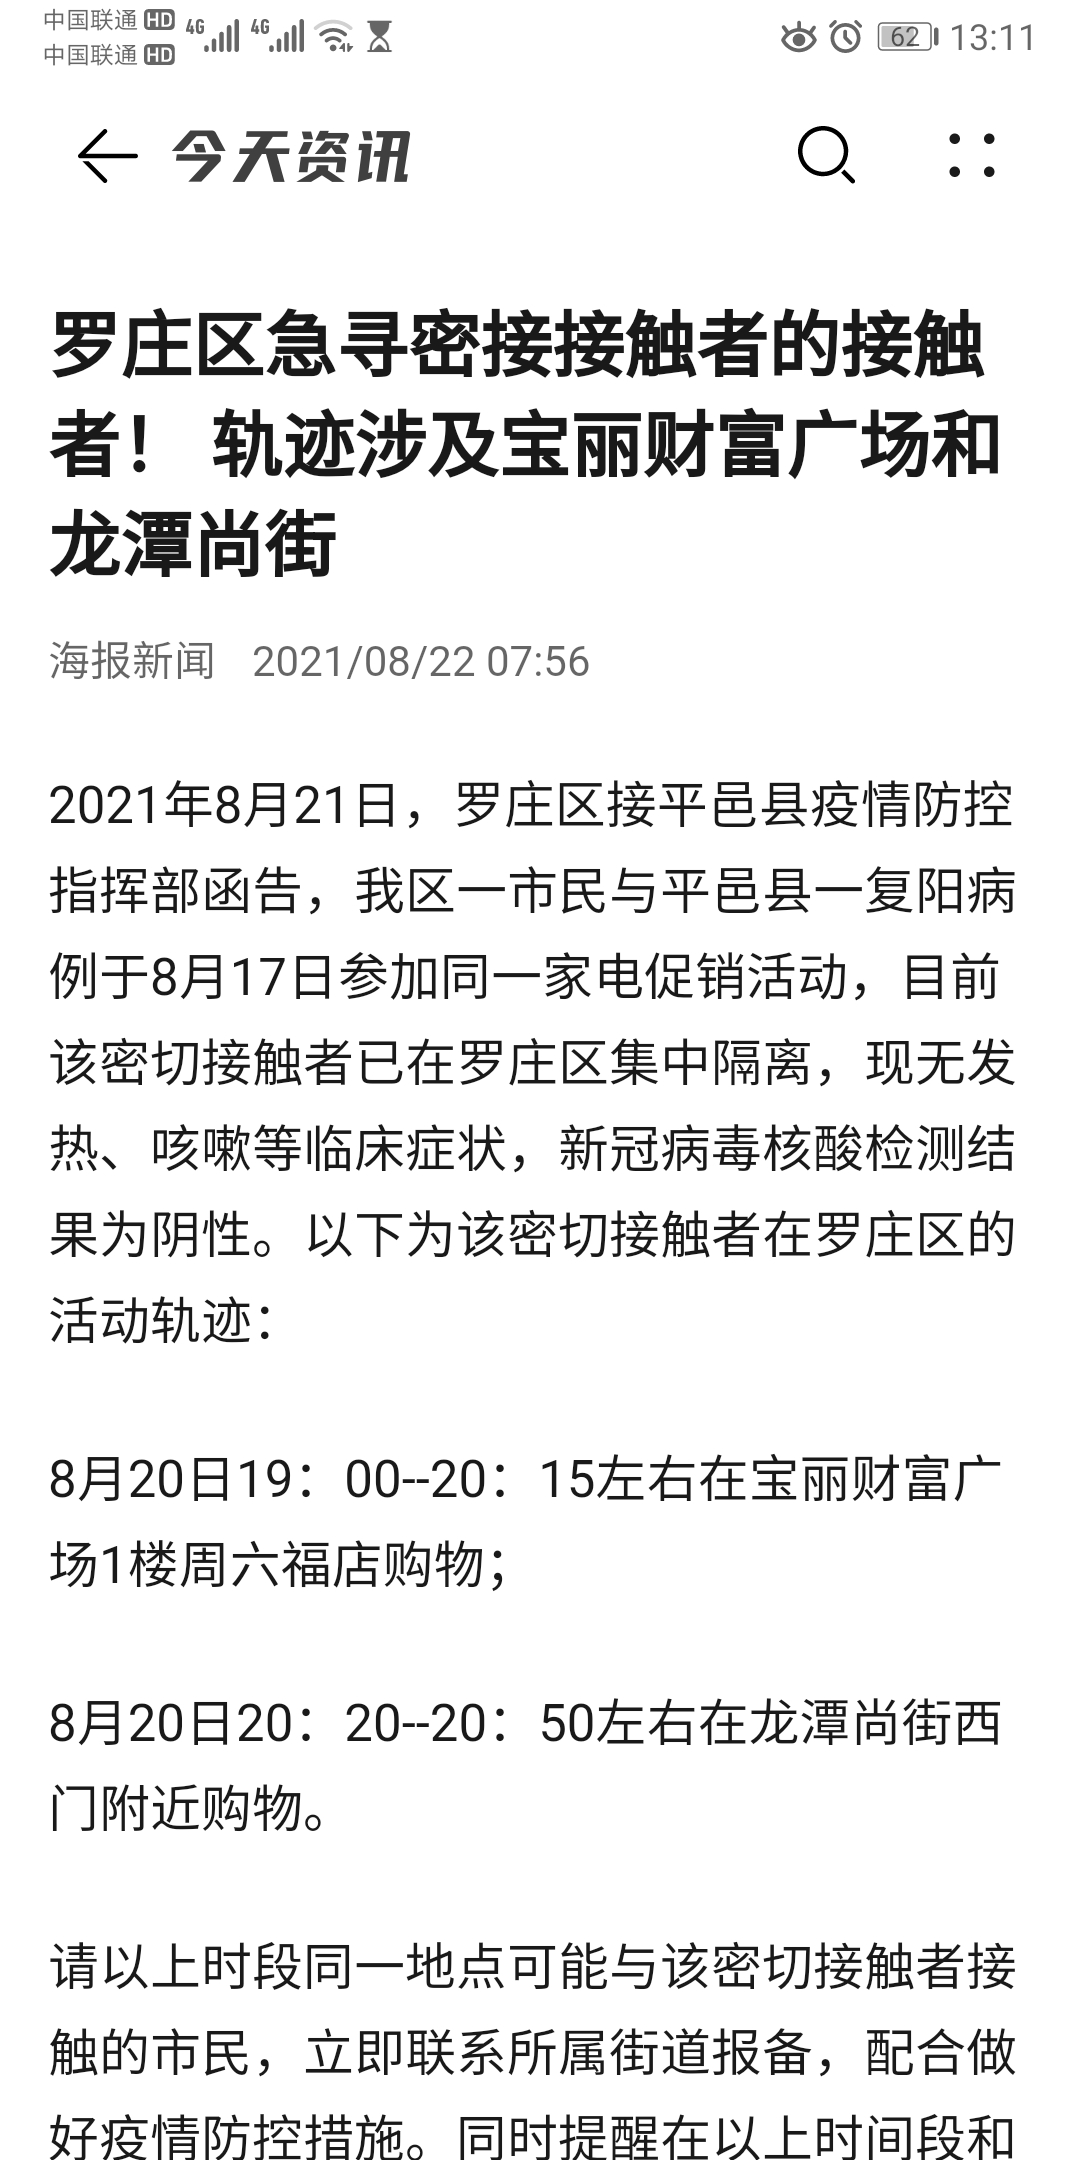 中国联通 HD 4G 4G 62 13:11
中国联通 HD
今天资讯
罗庄区急寻密接接触者的接触
者！ 轨迹涉及宝丽财富广场和
龙潭尚街
海报新闻 2021/08/22 07:56
2021年8月21日，罗庄区接平邑县疫情防控
指挥部函告，我区一市民与平邑县一复阳病
例于8月17日参加同一家电促销活动，目前
该密切接触者已在罗庄区集中隔离，现无发
热、咳嗽等临床症状，新冠病毒核酸检测结
果为阴性。以下为该密切接触者在罗庄区的
活动轨迹：
8月20日19：00--20：15左右在宝丽财富广
场1楼周六福店购物；
8月20日20：20--20：50左右在龙潭尚街西
门附近购物。
请以上时段同一地点可能与该密切接触者接
触的市民，立即联系所属街道报备，配合做
好疫情防控措施。同时提醒在以上时间段和